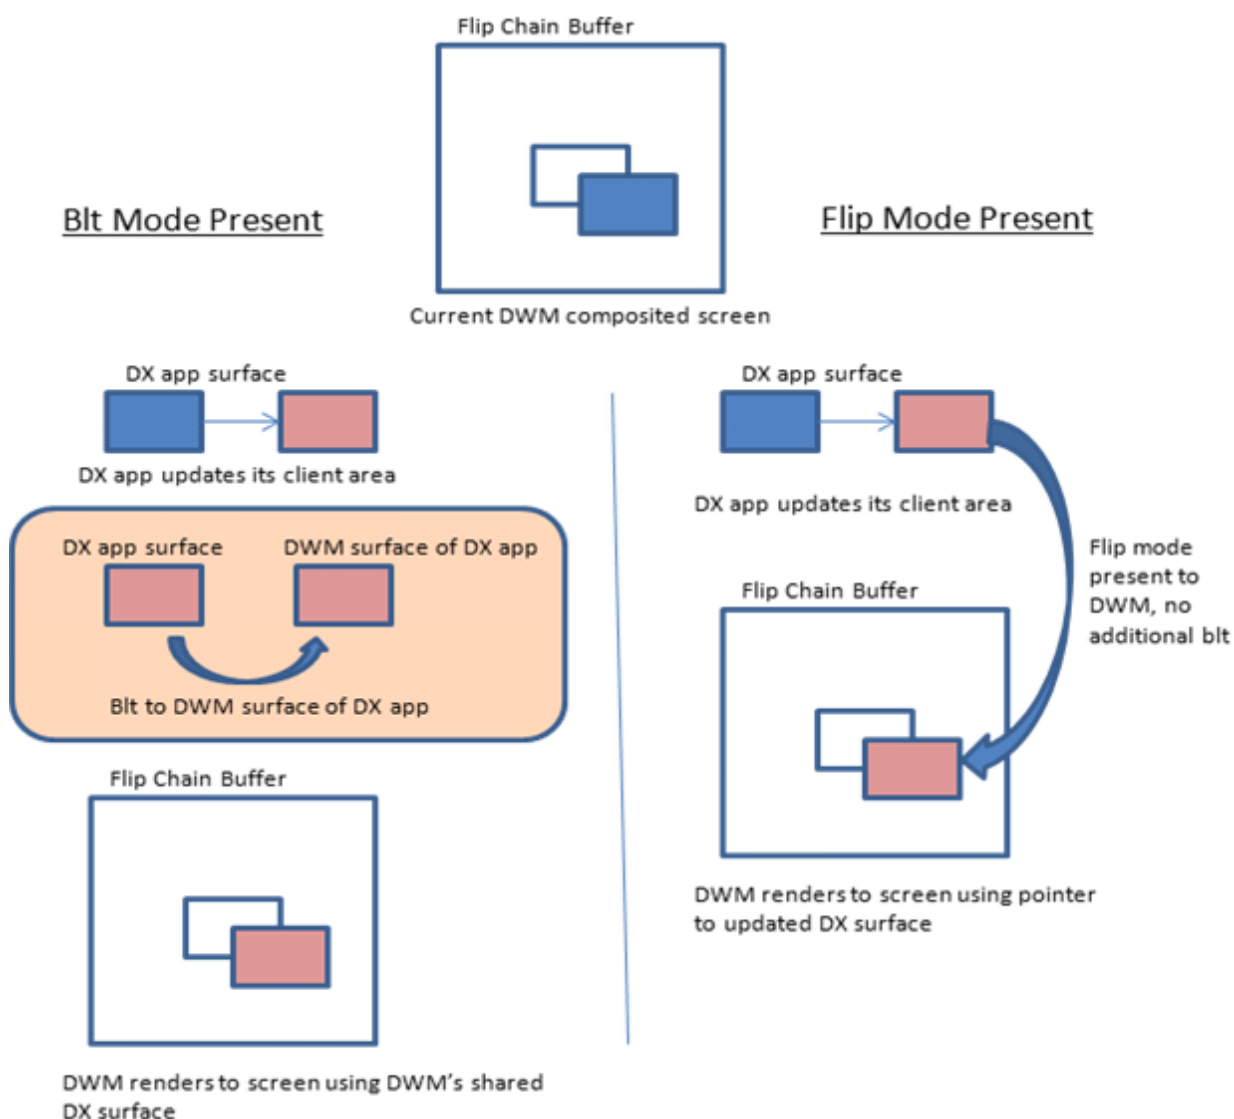 Flip Chain Buffer
Blt Mode Present
Flip Mode Present
Current DWM composited screen
DX app surface
DX app updates its client area
DX app surface
DWM surface of DX app
Blt to DWM surface of DX app
Flip Chain Buffer
DWM renders to screen using DWM's shared
DX surface
DX app surface
DX app updates its client area
Flip mode
present to
DWM, no
additional blt
Flip Chain Buffer
DWM renders to screen using pointer
to updated DX surface